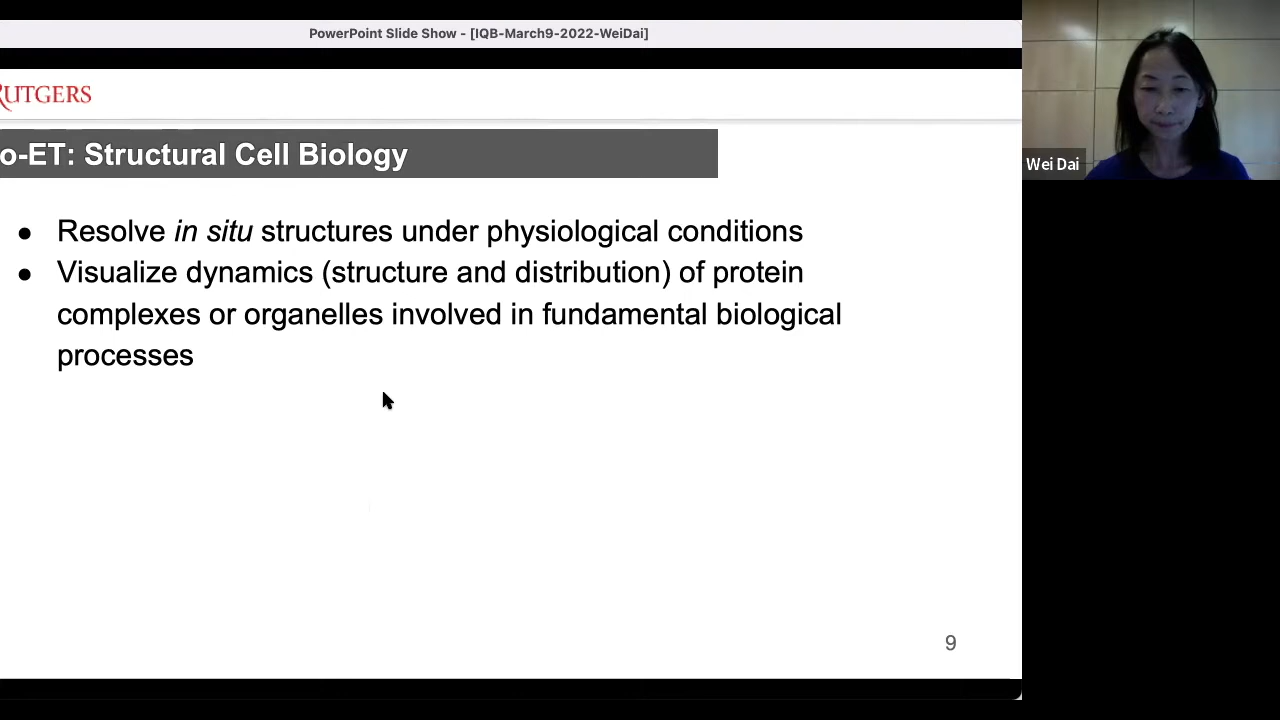 PowerPoint Slide Show - [IQB-March9-2022-WeiDai]
RUTGERS
o-ET: Structural Cell Biology
● Resolve in situ structures under physiological conditions
● Visualize dynamics (structure and distribution) of protein
complexes or organelles involved in fundamental biological
processes
9
Wei Dai